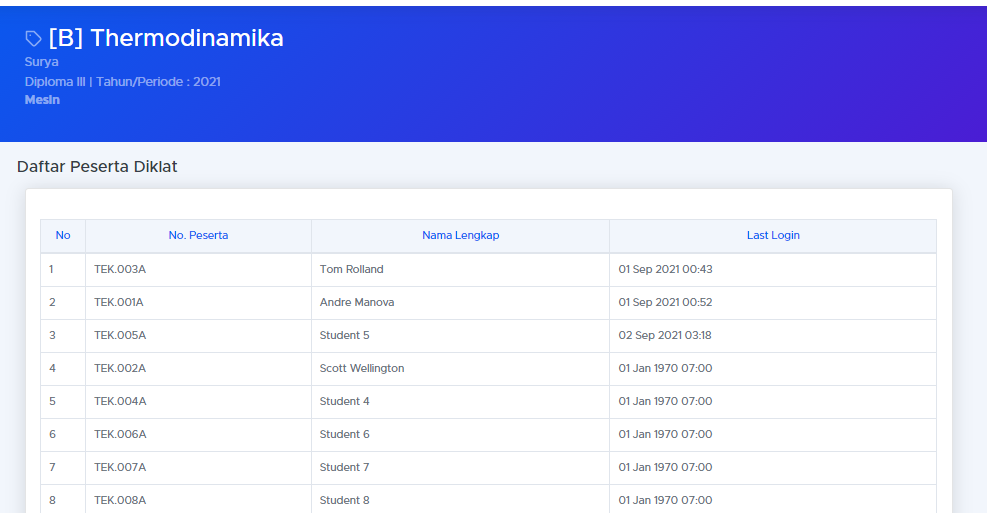 [B] Thermodinamika
Surya
Diploma III | Tahun/Periode : 2021
Mesin
Daftar Peserta Diklat
No No. Peserta Nama Lengkap Last Login
1 TEK.003A Tom Rolland 01 Sep 2021 00:43
2 TEK.001A Andre Manova 01 Sep 2021 00:52
3 TEK.005A Student 5 02 Sep 2021 03:18
4 TEK.002A Scott Wellington 01 Jan 1970 07:00
5 TEK.004A Student 4 01 Jan 1970 07:00
6 TEK.006A Student 6 01 Jan 1970 07:00
7 TEK.007A Student 7 01 Jan 1970 07:00
8 TEK.008A Student 8 01 Jan 1970 07:00